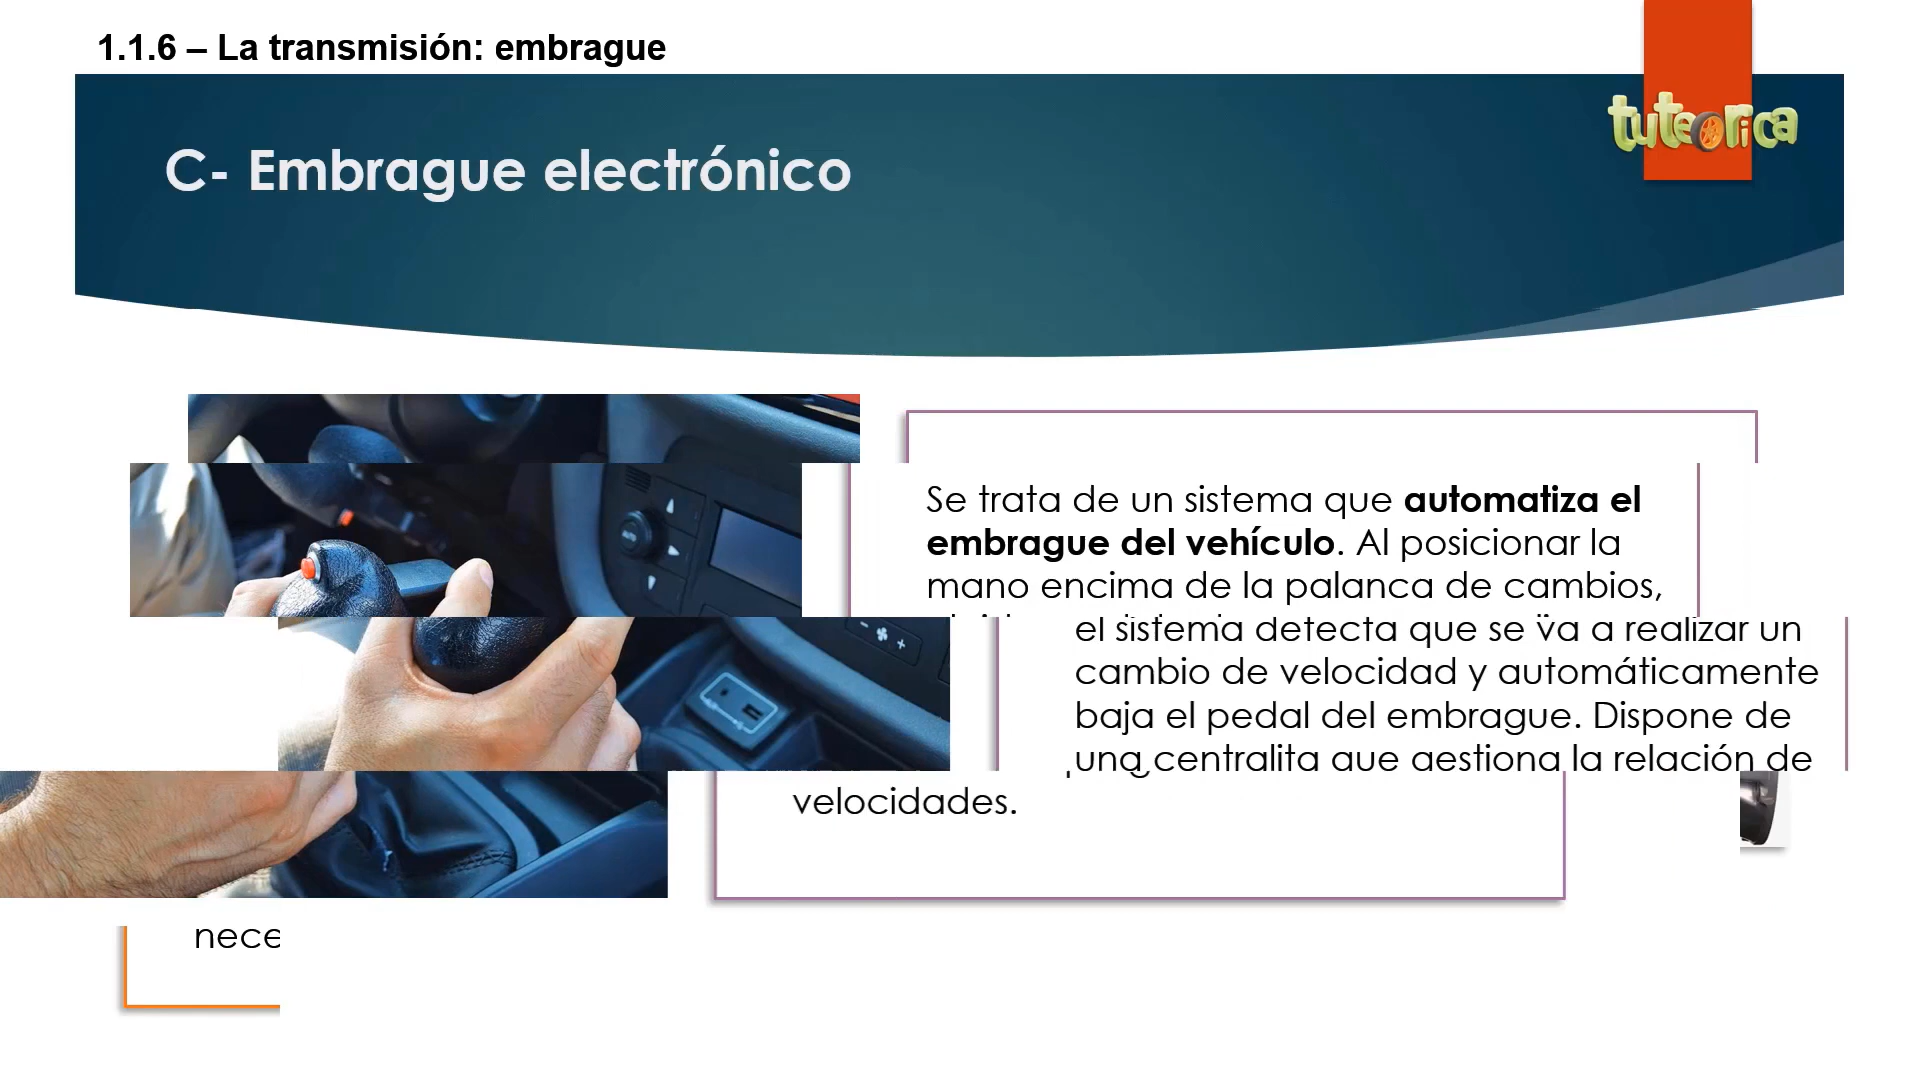 1.1.6 – La transmisión: embrague
tuteorica
C- Embrague electrónico
Se trata de un sistema que automatiza el
embrague del vehículo. Al posicionar la
mano encima de la palanca de cambios,
el sistema detecta que se va a realizar un
cambio de velocidad y automáticamente
baja el pedal del embrague. Dispone de
una centralita que gestiona la relación de
velocidades.
AUTO
nece